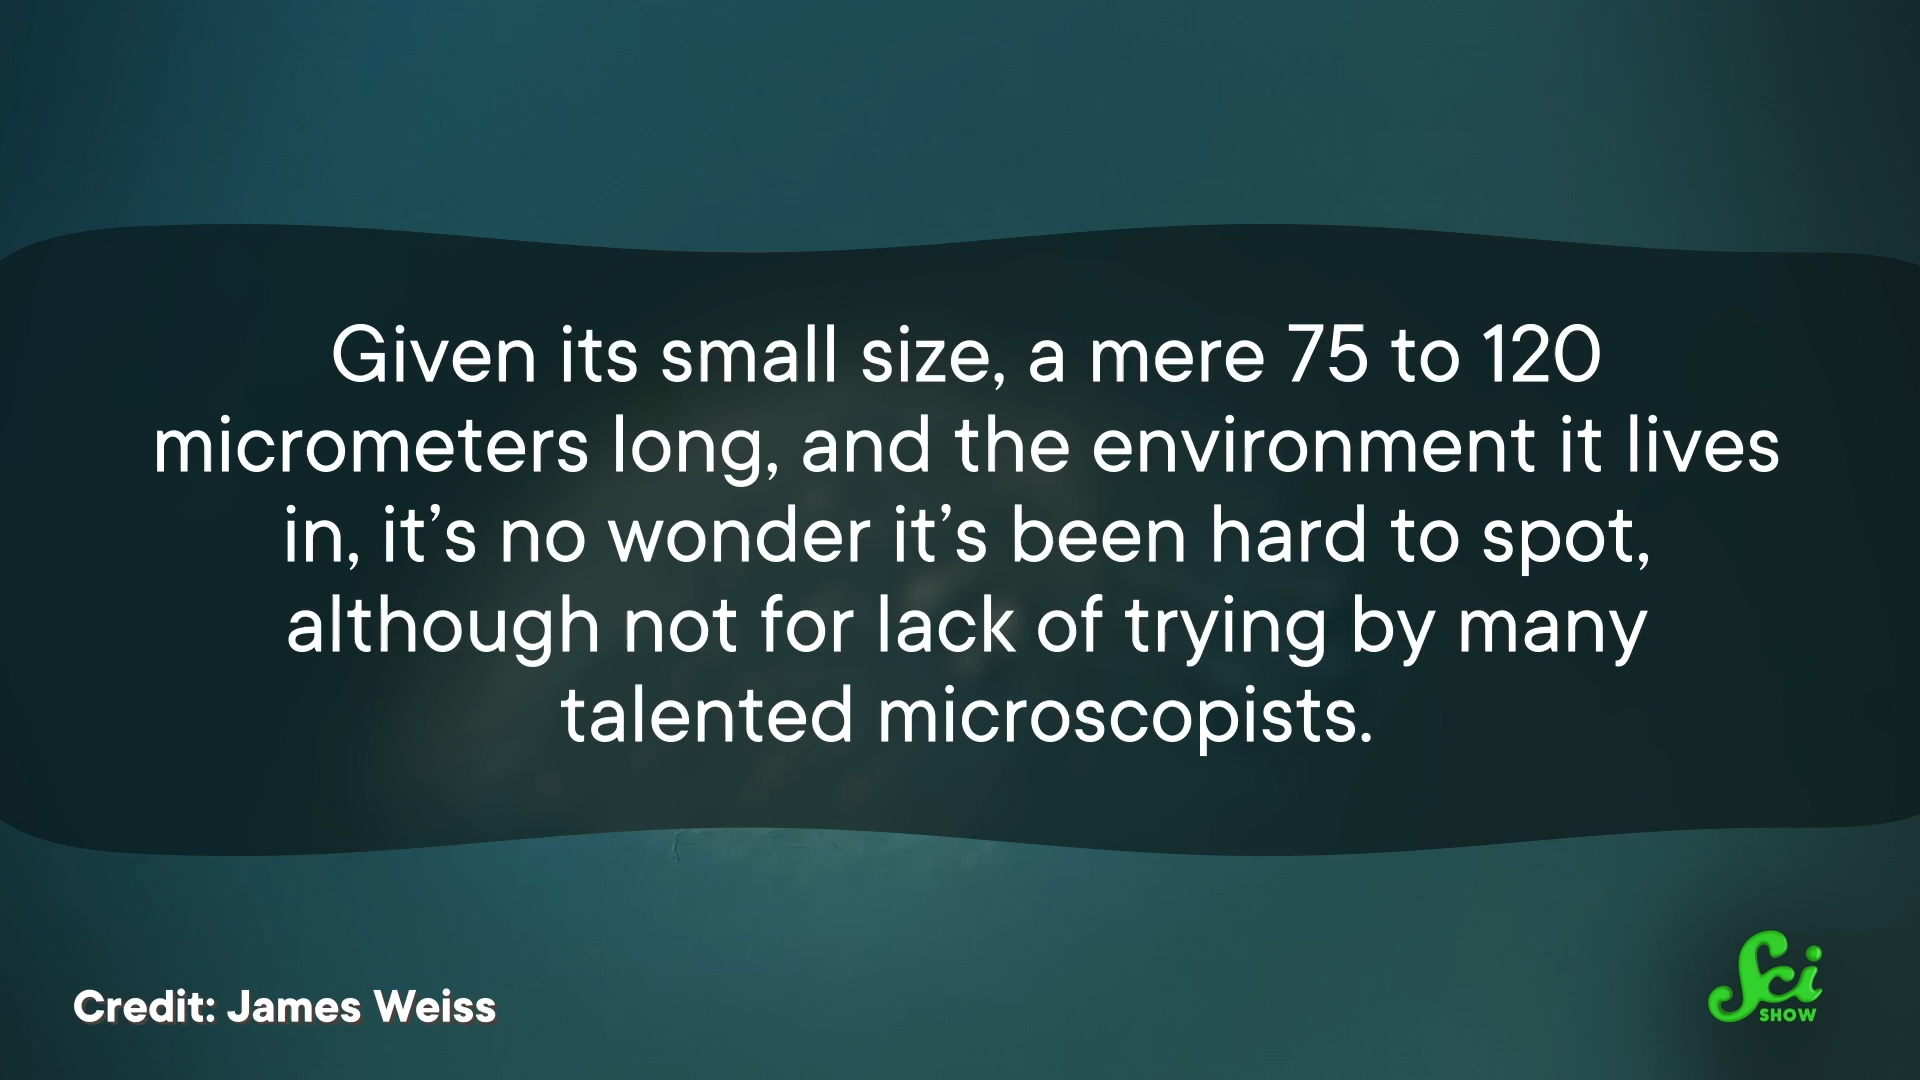 Given its small size, a mere 75 to 120
micrometers long, and the environment it lives
in, it’s no wonder it’s been hard to spot,
although not for lack of trying by many
talented microscopists.
Credit: James Weiss
Sci
SHOW